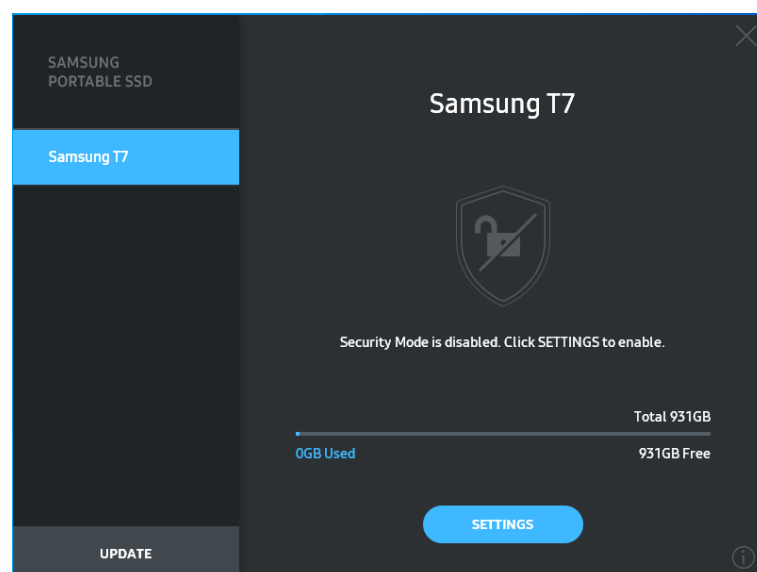 SAMSUNG
PORTABLE SSD
Samsung T7
UPDATE
Samsung T7
Security Mode is disabled. Click SETTINGS to enable.
Total 931GB
0GB Used
931GB Free
SETTINGS